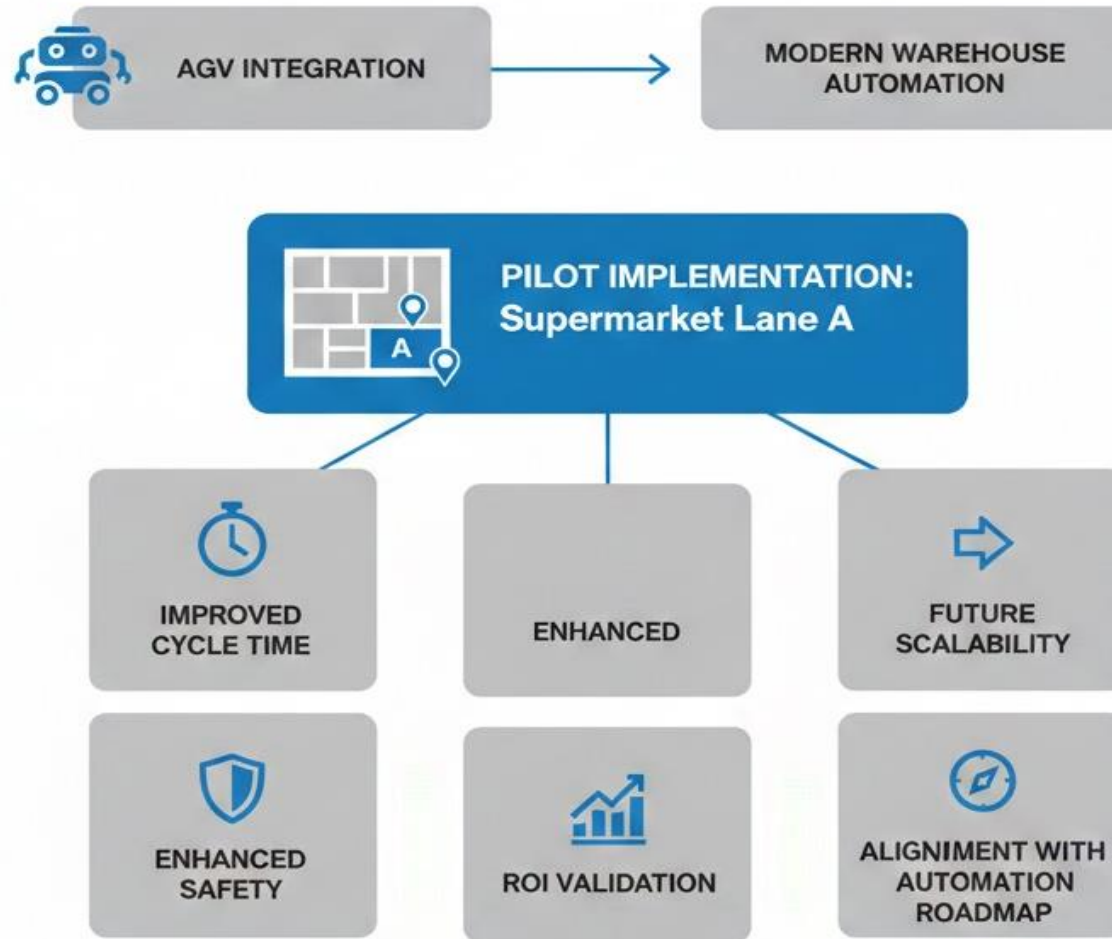 AGV INTEGRATION
MODERN WAREHOUSE
AUTOMATION
PILOT IMPLEMENTATION:
Supermarket Lane A
A
IMPROVED
CYCLE TIME
ENHANCED
FUTURE
SCALABILITY
ENHANCED
SAFETY
ROI VALIDATION
ALIGNIMENT WITH
AUTOMATION
ROADMAP